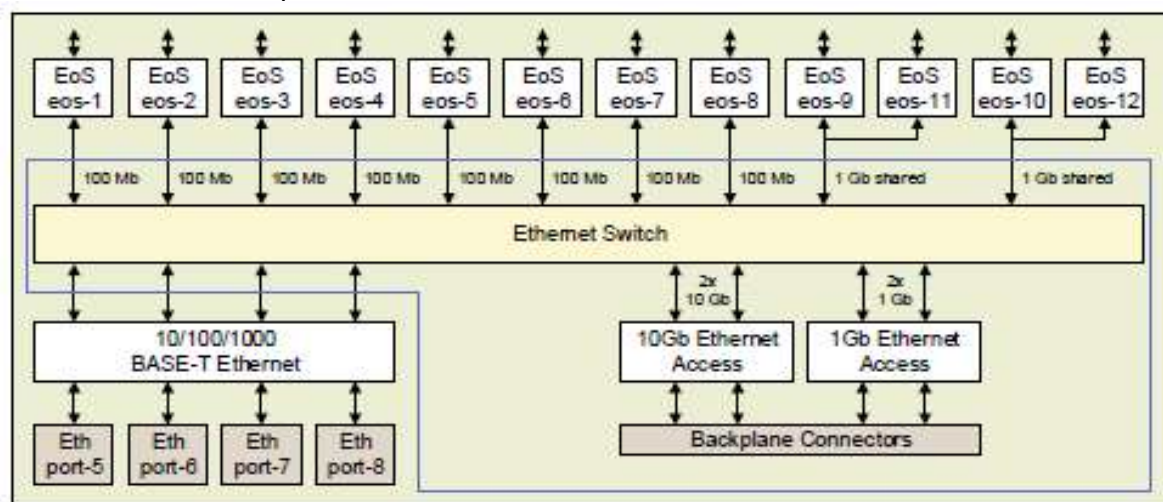 EoS EoS EoS EoS EoS EoS EoS EoS EoS EoS EoS EoS
eos-1 eos-2 eos-3 eos-4 eos-5 eos-6 eos-7 eos-8 eos-9 eos-11 eos-10 eos-12
100 Mb 100 Mb 100 Mb 100 Mb 100 Mb 100 Mb 100 Mb 100 Mb 1 Gb shared 1 Gb shared
Ethernet Switch
2x 2x
10 Gb 1 Gb
10/100/1000 10Gb Ethernet 1Gb Ethernet
BASE-T Ethernet Access Access
Eth Eth Eth Eth Backplane Connectors
port-5 port-6 port-7 port-8